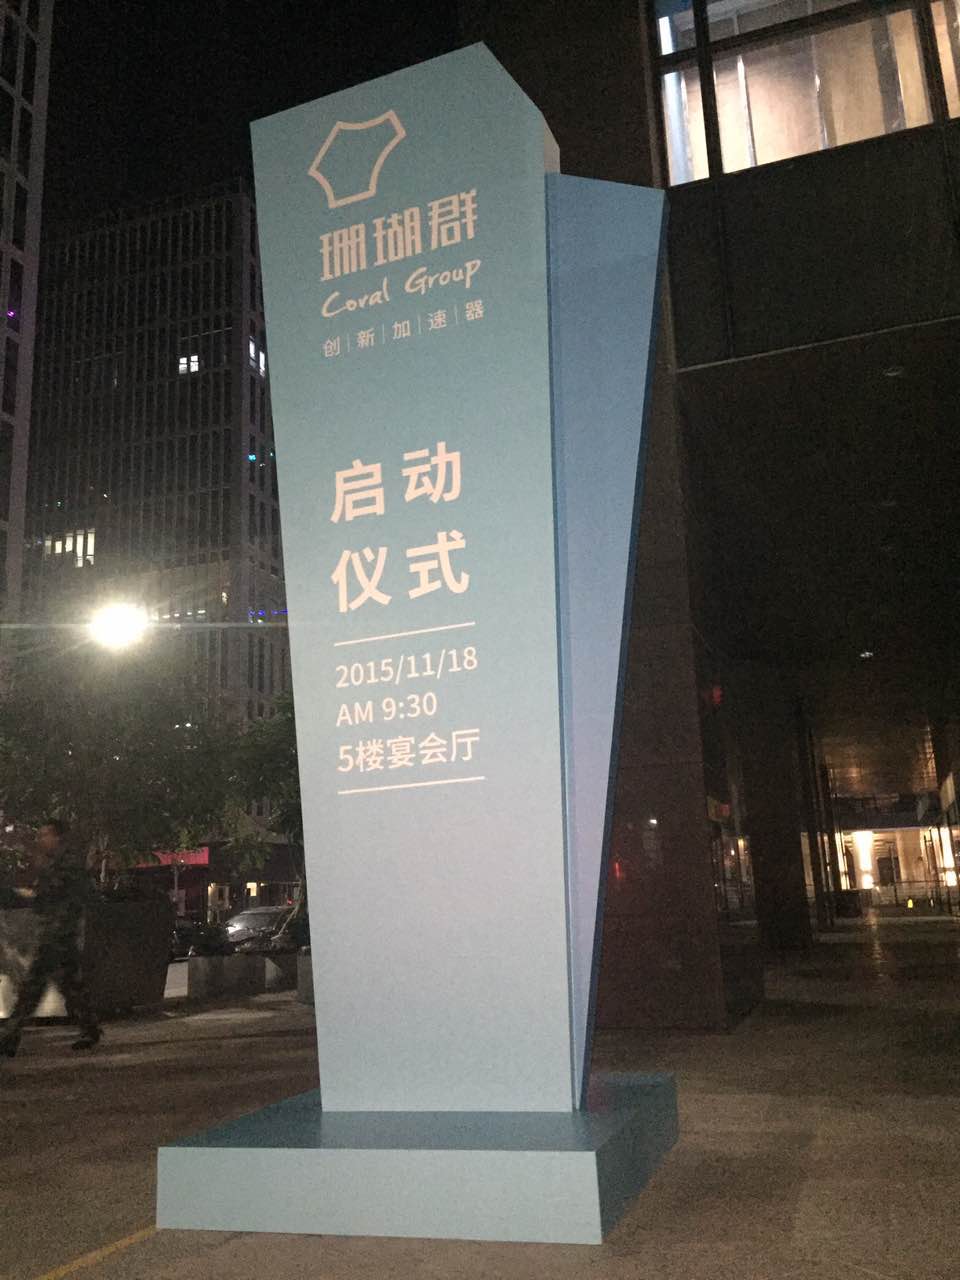 珊瑚群
Coral Group
创|新|加|速|器
启动
仪式
2015/11/18
AM 9:30
5楼宴会厅